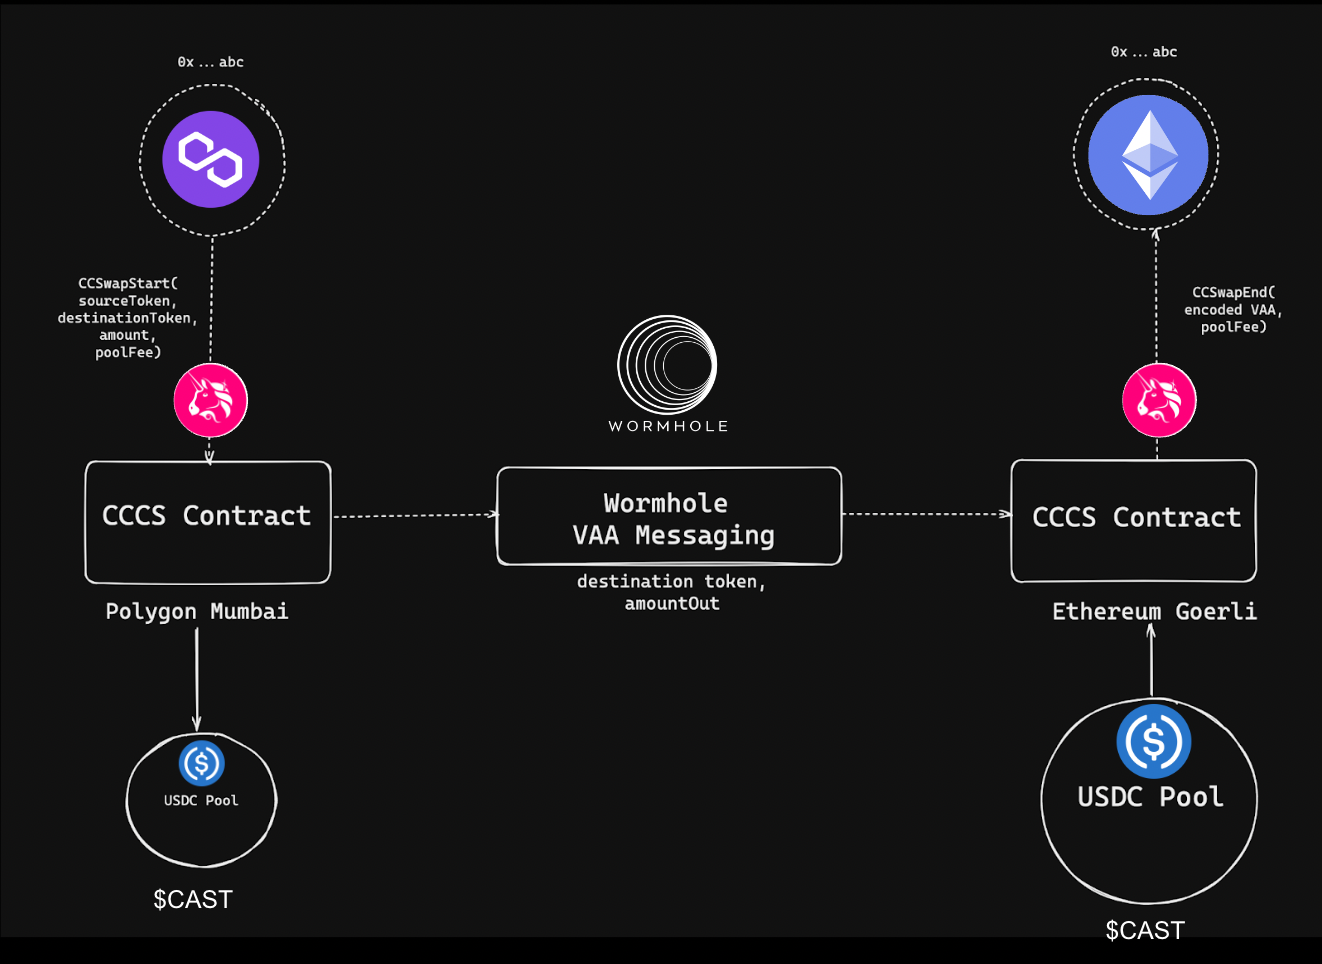 0x ... abc
0x ... abc
CCSwapStart(
sourceToken,
destinationToken,
amount,
poolFee)
CCSwapEnd(
encoded VAA,
poolFee)
WORMHOLE
CCCS Contract
Wormhole
VAA Messaging
CCCS Contract
destination token,
amountOut
Polygon Mumbai
Ethereum Goerli
USDC Pool
USDC Pool
$CAST
$CAST